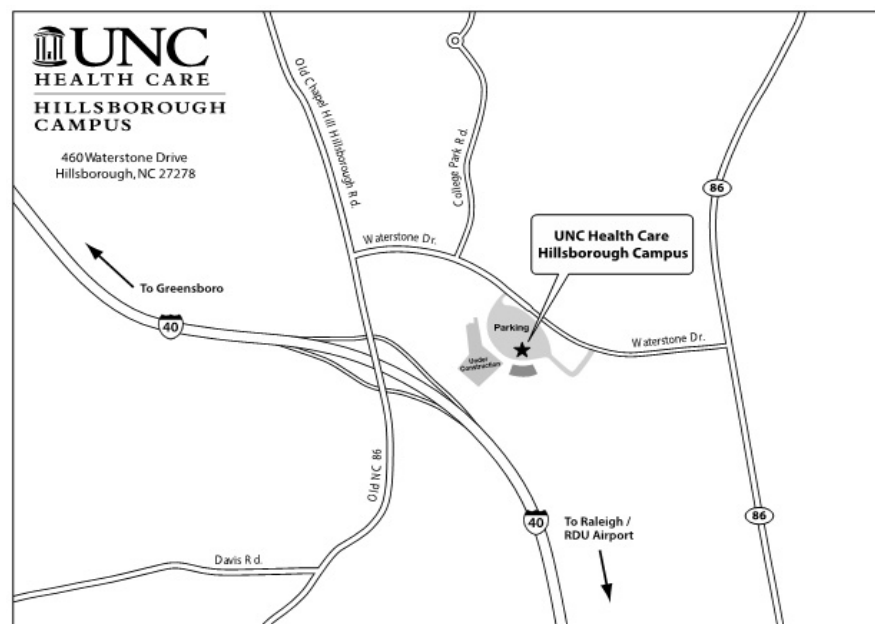 UNC
HEALTH CARE
HILLSBOROUGH
CAMPUS
460 Waterstone Drive
Hillsborough, NC 27278
Old Chapel Hill Hillsborough Rd.
College Park Rd.
86
Waterstone Dr.
UNC Health Care
Hillsborough Campus
To Greensboro
40
Parking
Waterstone Dr.
Under
Construction
Old NC 86
40
To Raleigh /
RDU Airport
86
Davis Rd.